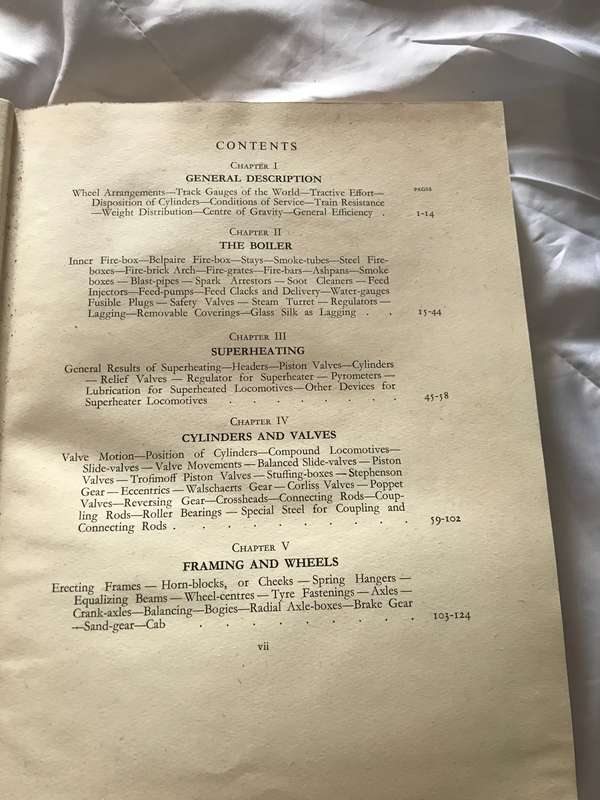 CONTENTS
CHAPTER I
GENERAL DESCRIPTION
PAGES
Wheel Arrangements—Track Gauges of the World—Tractive Effort—
Disposition of Cylinders—Conditions of Service—Train Resistance
—Weight Distribution—Centre of Gravity—General Efficiency . 1-14
CHAPTER II
THE BOILER
Inner Fire-box—Belpaire Fire-box—Stays—Smoke-tubes—Steel Fire-
boxes—Fire-brick Arch—Fire-grates—Fire-bars—Ashpans—Smoke
boxes—Blast-pipes—Spark Arrestors—Soot Cleaners—Feed
Injectors—Feed-pumps—Feed Clacks and Delivery—Water-gauges
Fusible Plugs—Safety Valves—Steam Turret—Regulators—
Lagging—Removable Coverings—Glass Silk as Lagging . . 15-44
CHAPTER III
SUPERHEATING
General Results of Superheating—Headers—Piston Valves—Cylinders
—Relief Valves—Regulator for Superheater—Pyrometers—
Lubrication for Superheated Locomotives—Other Devices for
Superheater Locomotives . . . . . . . 45-58
CHAPTER IV
CYLINDERS AND VALVES
Valve Motion—Position of Cylinders—Compound Locomotives—
Slide-valves—Valve Movements—Balanced Slide-valves—Piston
Valves—Trofimoff Piston Valves—Stuffing-boxes—Stephenson
Gear—Eccentrics—Walschaerts Gear—Corliss Valves—Poppet
Valves—Reversing Gear—Crossheads—Connecting Rods—Coup-
ling Rods—Roller Bearings—Special Steel for Coupling and
Connecting Rods . . . . . . . . . 59-102
CHAPTER V
FRAMING AND WHEELS
Erecting Frames—Horn-blocks, or Cheeks—Spring Hangers—
Equalizing Beams—Wheel-centres—Tyre Fastenings—Axles—
Crank-axles—Balancing—Bogies—Radial Axle-boxes—Brake Gear
—Sand-gear—Cab . . . . . . . . 103-124
vii